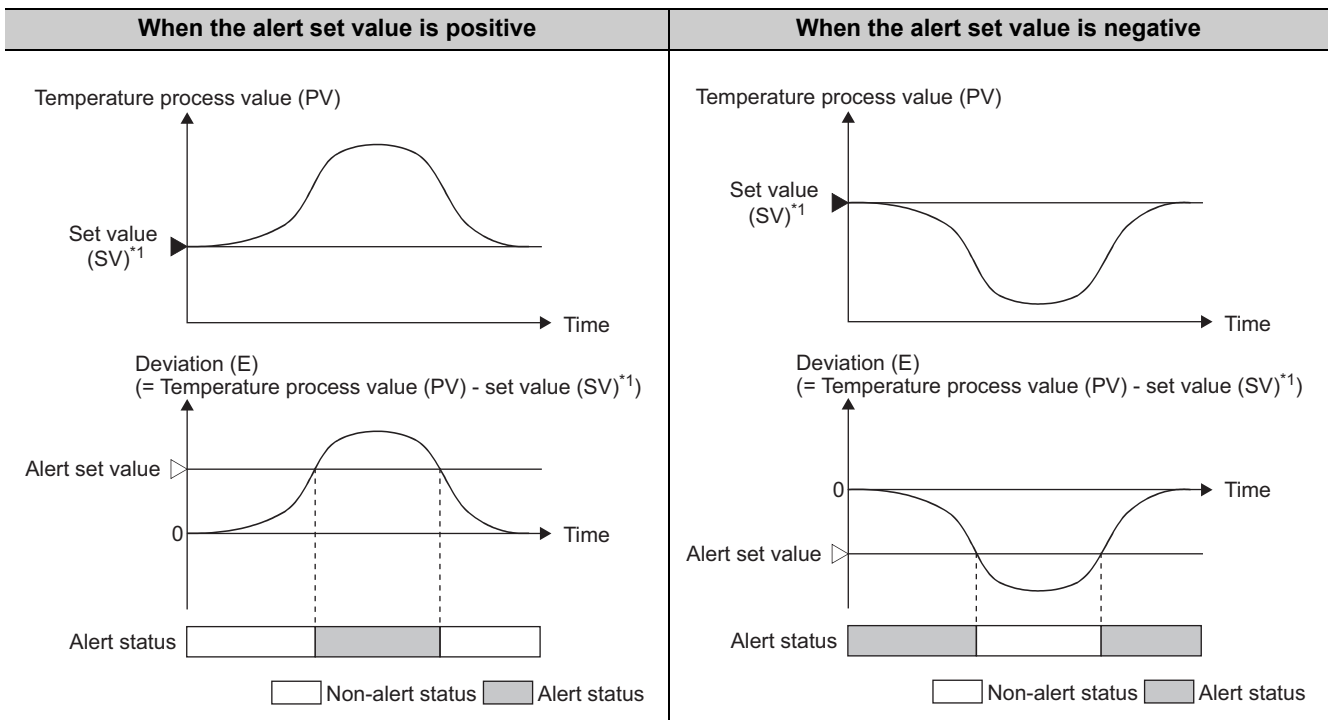 When the alert set value is positive
When the alert set value is negative
Temperature process value (PV)
Set value
(SV)*1
Time
Deviation (E)
(= Temperature process value (PV) - set value (SV)*1)
Alert set value
0
Time
Alert status
Non-alert status
Alert status
Temperature process value (PV)
Set value
(SV)*1
Time
Deviation (E)
(= Temperature process value (PV) - set value (SV)*1)
0
Time
Alert set value
Alert status
Non-alert status
Alert status